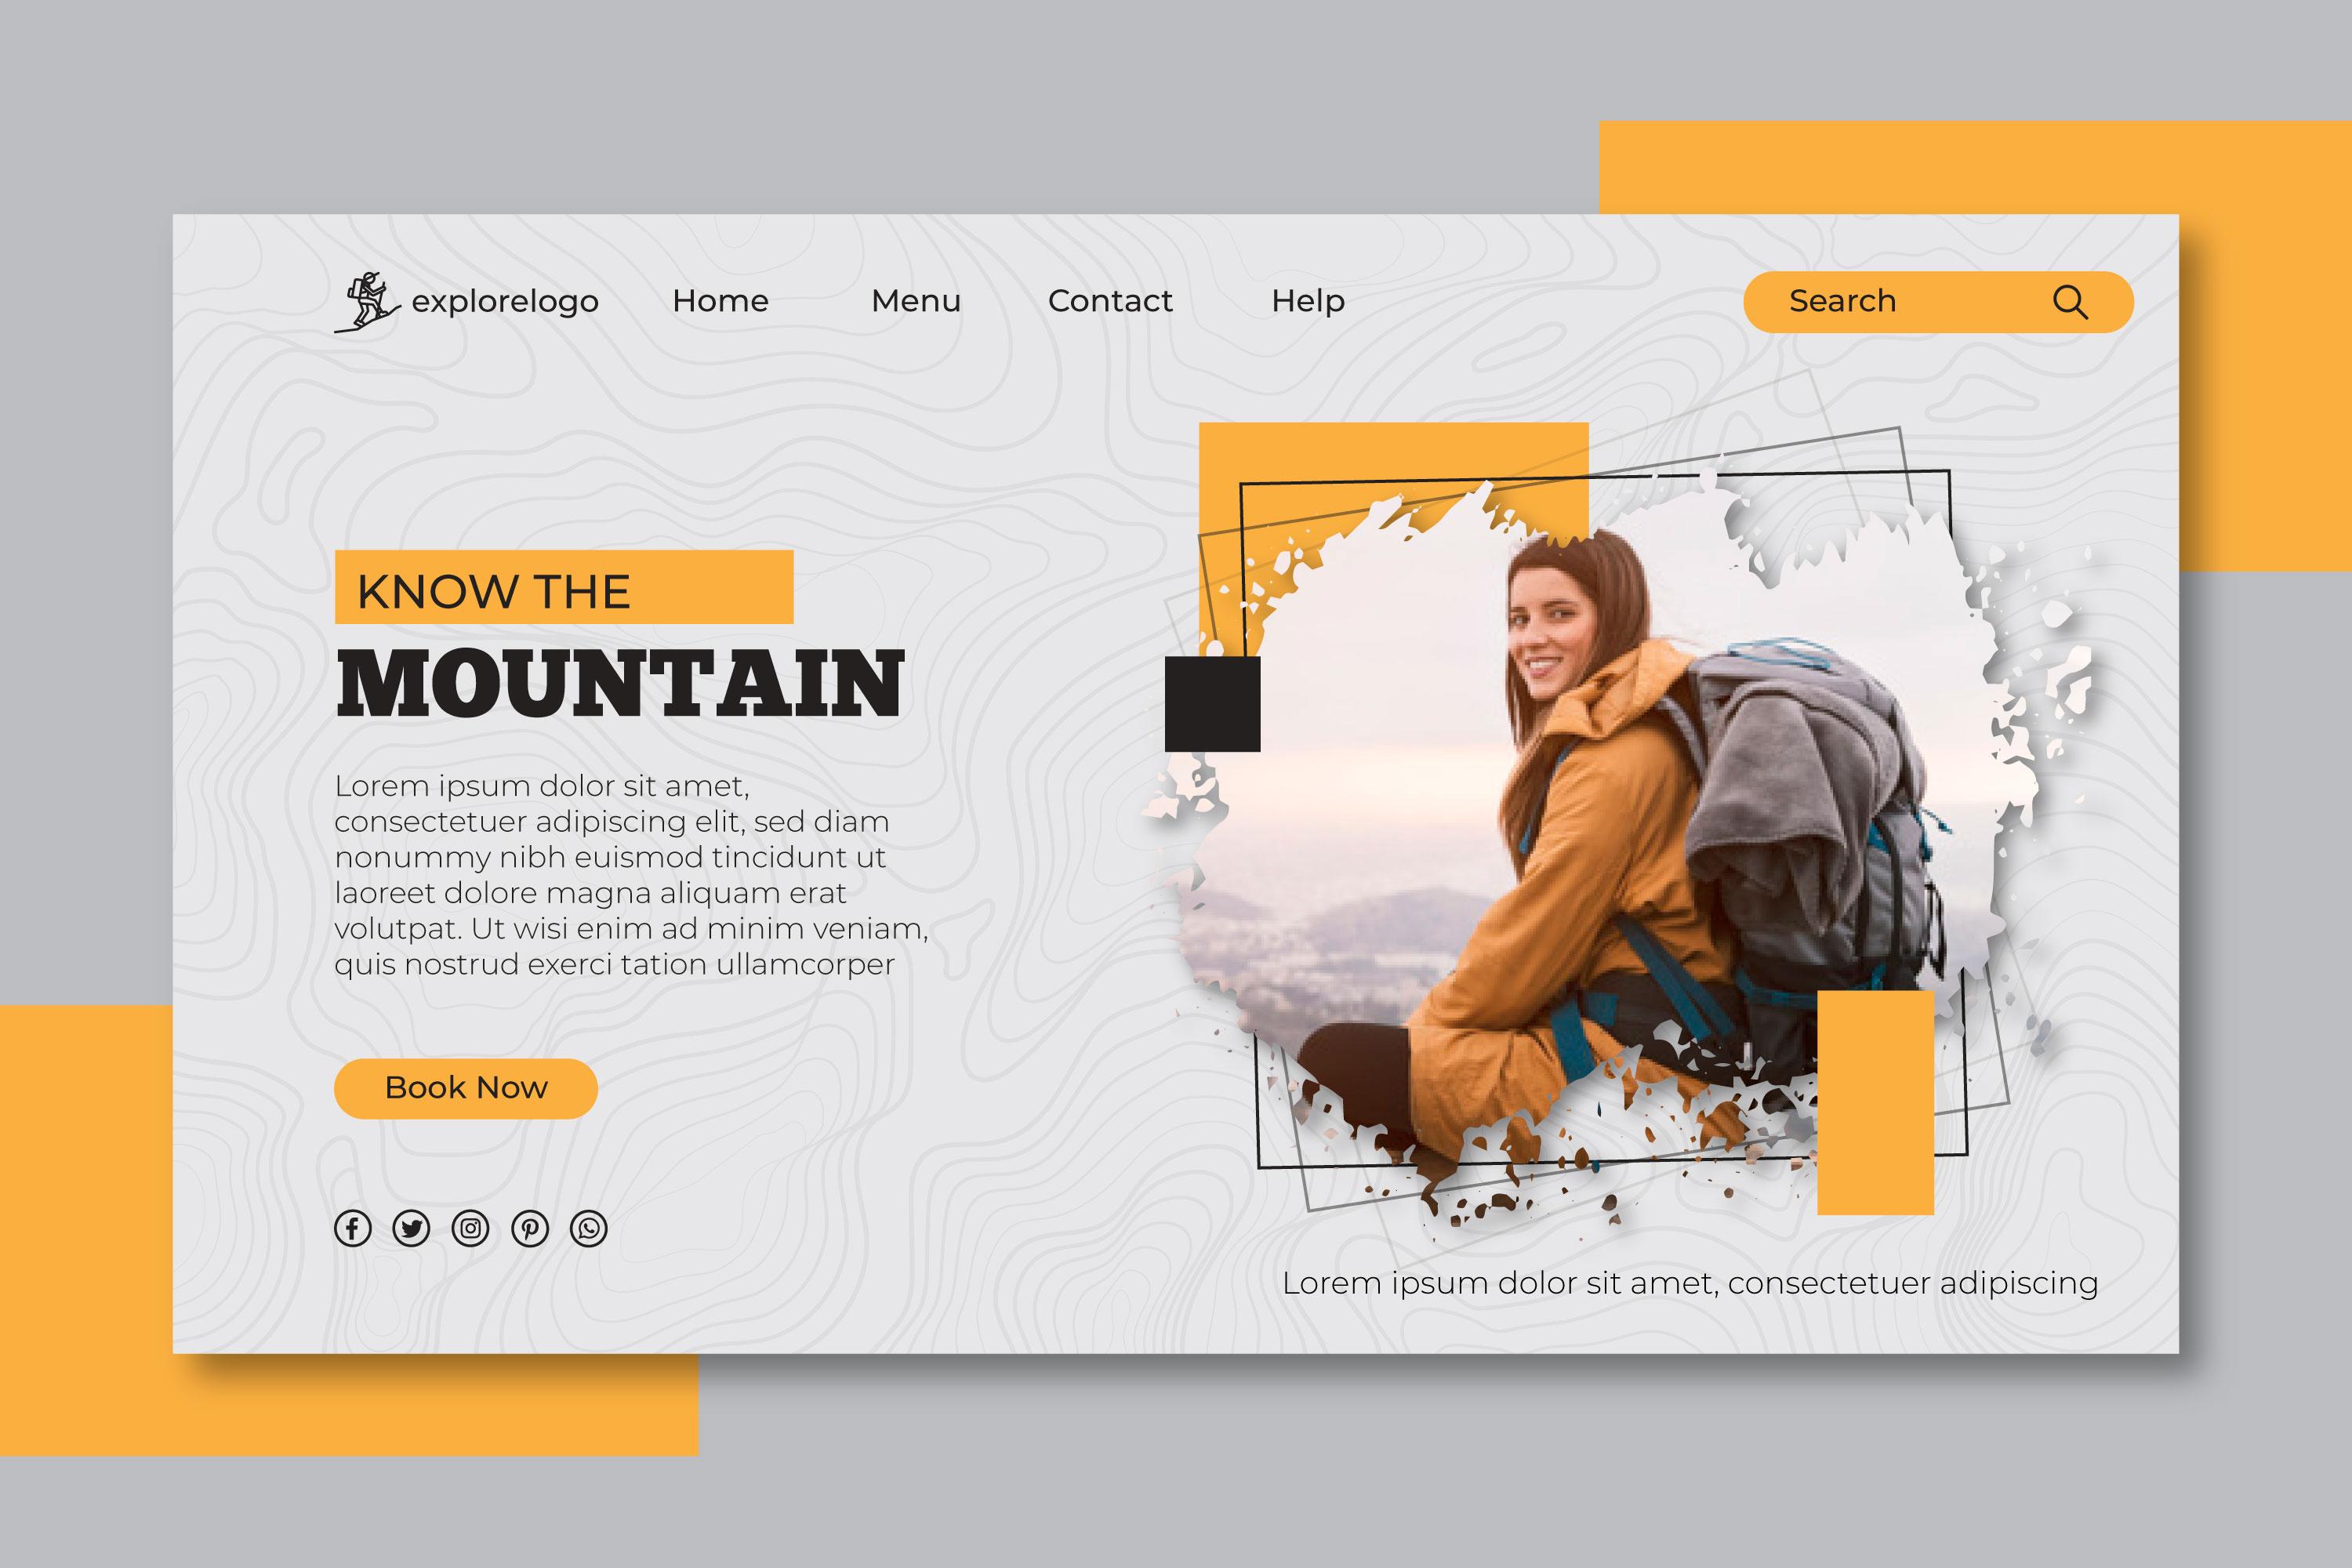 explorelogo
Home
Menu
Contact
Help
Search
KNOW THE
MOUNTAIN
Lorem ipsum dolor sit amet,
consectetuer adipiscing elit, sed diam
nonummy nibh euismod tincidunt ut
laoreet dolore magna aliquam erat
volutpat. Ut wisi enim ad minim veniam,
quis nostrud exerci tation ullamcorper
Book Now
Lorem ipsum dolor sit amet, consectetuer adipiscing